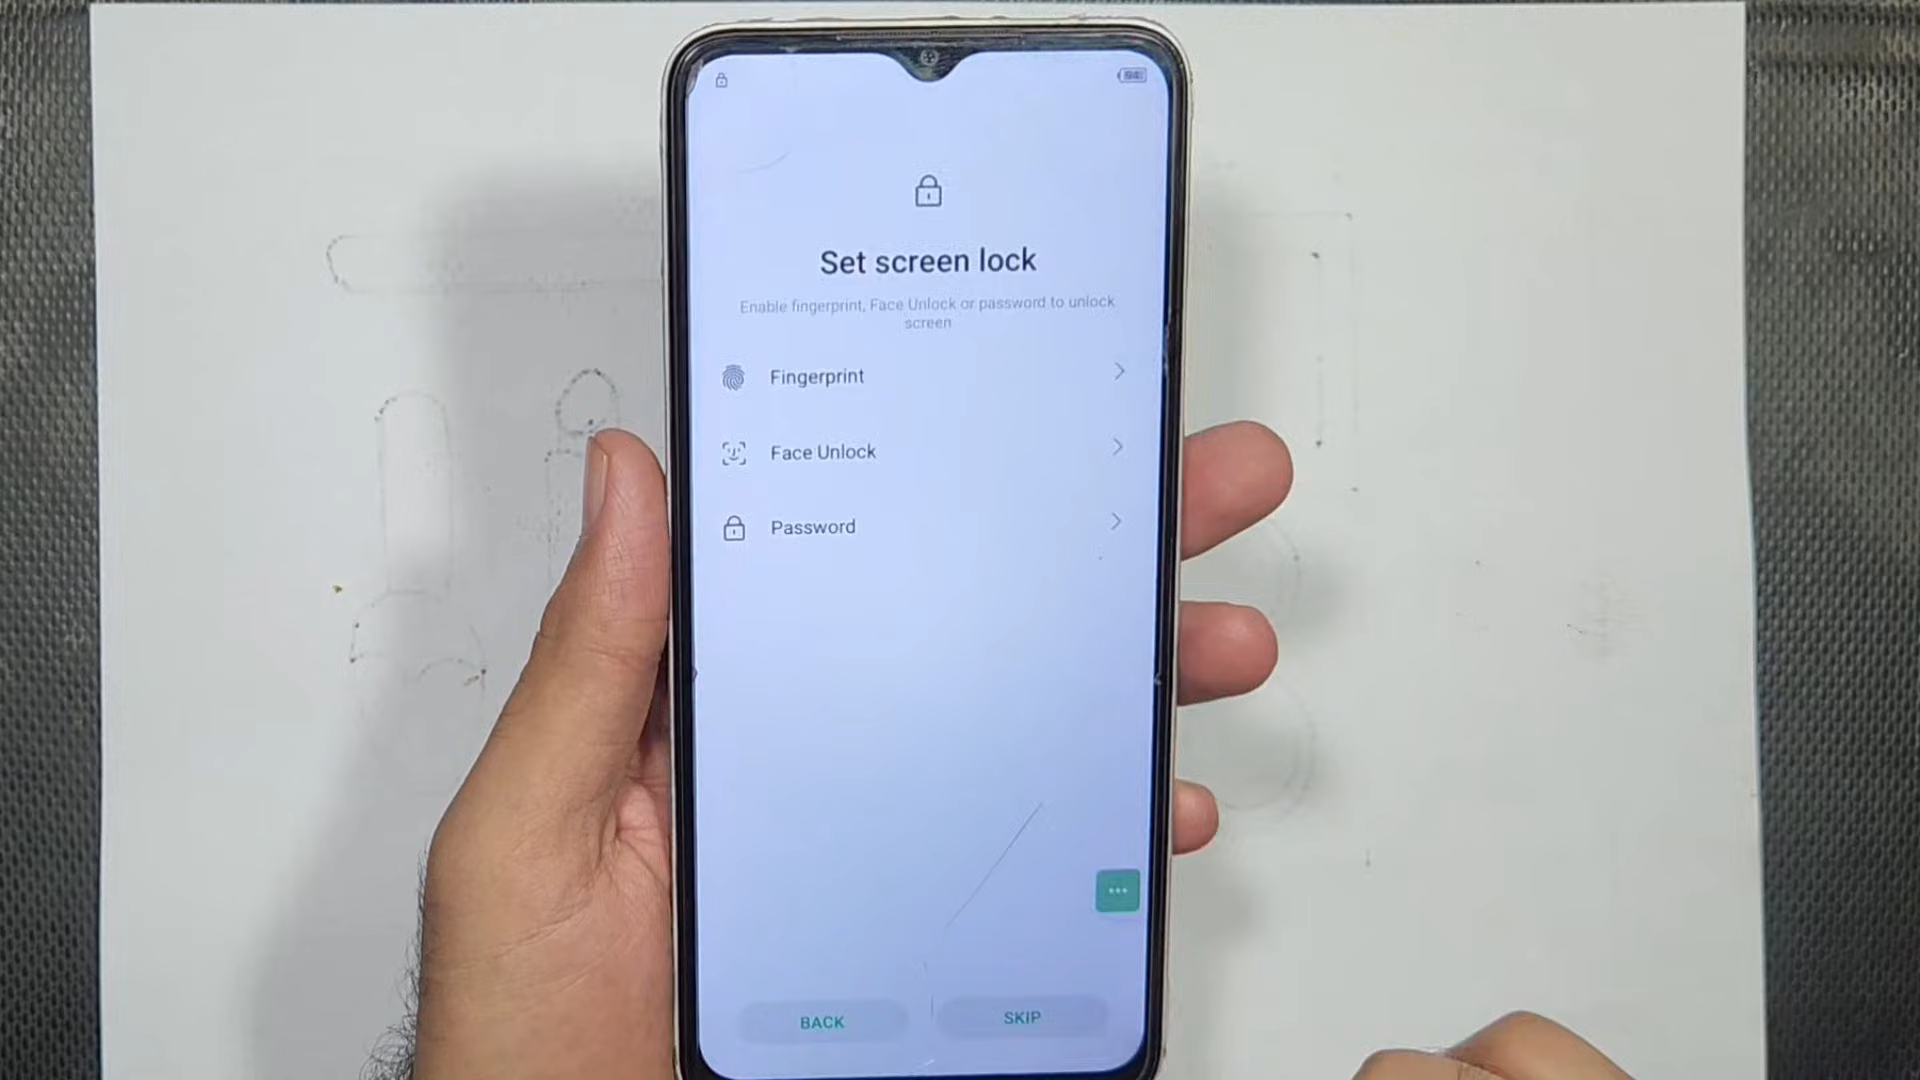 Set screen lock
Enable fingerprint, Face Unlock or password to unlock
screen
Fingerprint
Face Unlock
Password
BACK
SKIP